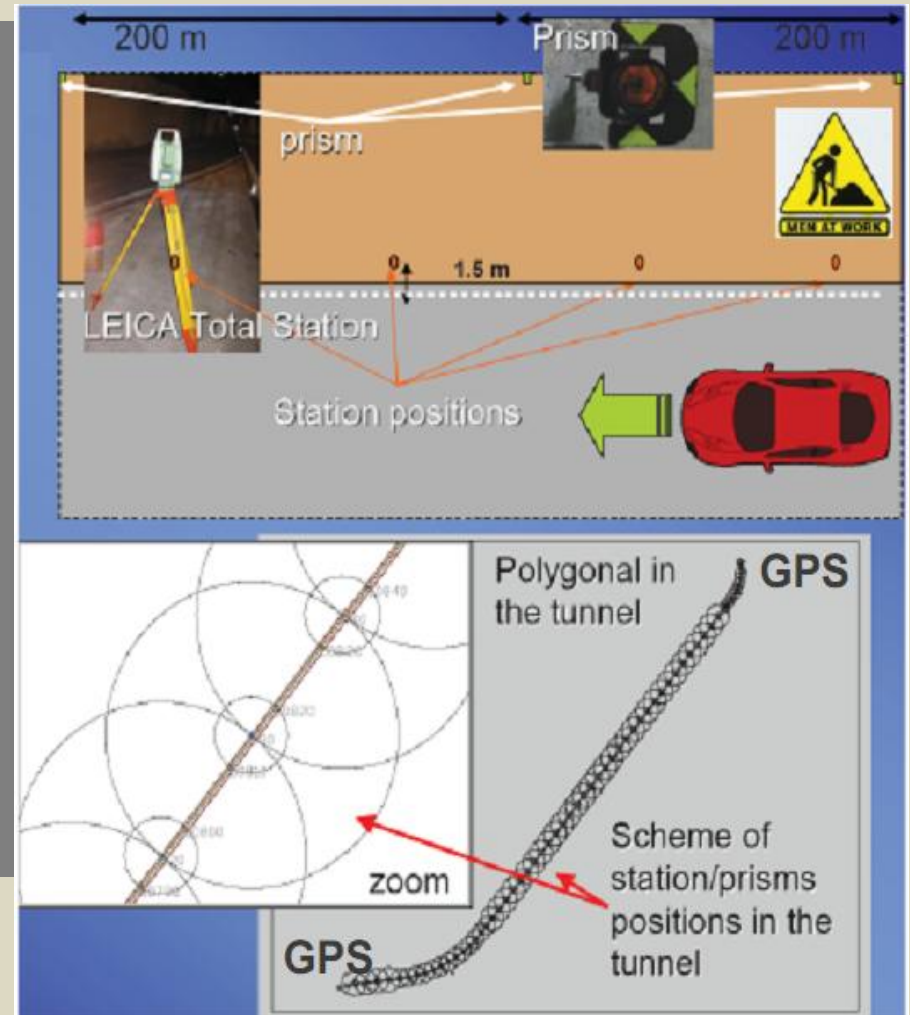 200 m
Prism
200 m
prism
MEN AT WORK
0
0
0
0
1.5 m
LEICA Total Station
Station positions
Polygonal in
the tunnel
GPS
zoom
Scheme of
station/prisms
positions in the
tunnel
GPS